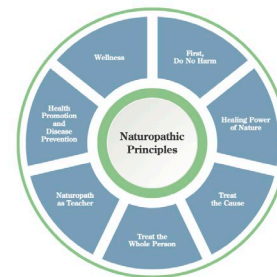 Naturopathic
Principles
First,
Do No Harm
Healing Power
of Nature
Treat
the Cause
Treat the
Whole Person
Naturopath
as Teacher
Health
Promotion
and
Disease
Prevention
Wellness